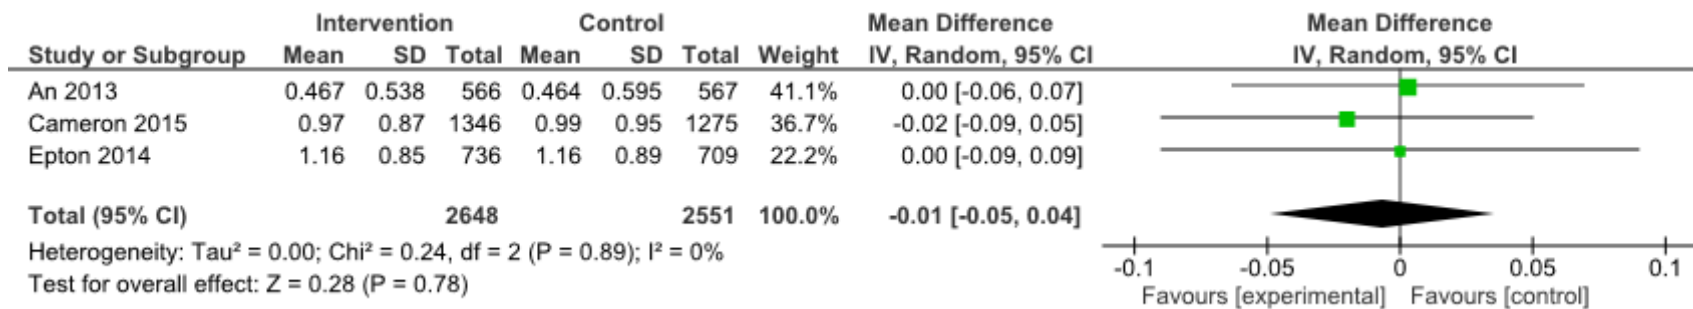 Intervention Control Mean Difference Mean Difference
Study or Subgroup Mean SD Total Mean SD Total Weight IV, Random, 95% CI IV, Random, 95% CI
An 2013 0.467 0.538 566 0.464 0.595 567 41.1% 0.00 [-0.06, 0.07]
Cameron 2015 0.97 0.87 1346 0.99 0.95 1275 36.7% -0.02 [-0.09, 0.05]
Epton 2014 1.16 0.85 736 1.16 0.89 709 22.2% 0.00 [-0.09, 0.09]
Total (95% CI) 2648 2551 100.0% -0.01 [-0.05, 0.04]
Heterogeneity: Tau² = 0.00; Chi² = 0.24, df = 2 (P = 0.89); I² = 0%
Test for overall effect: Z = 0.28 (P = 0.78)
-0.1 -0.05 0 0.05 0.1
Favours [experimental] Favours [control]